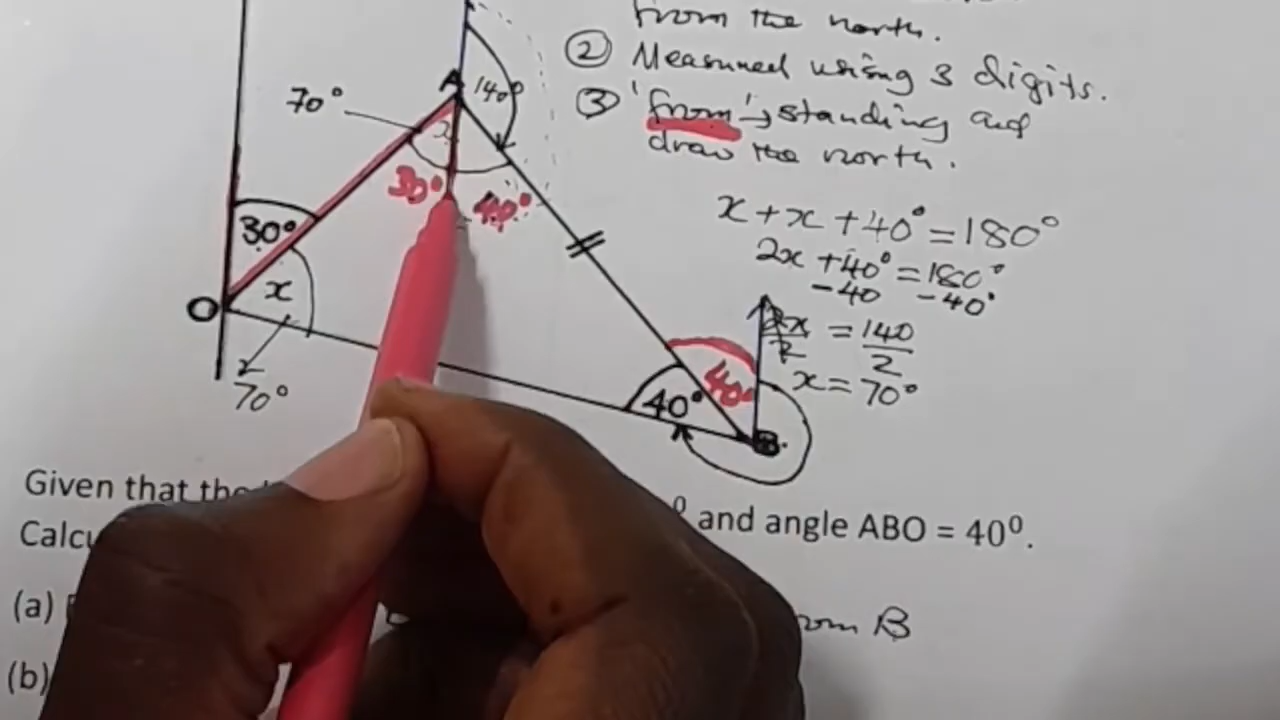 from the north.
② Measured using 3 digits.
③ 'from' → standing and
draw the north.
A
140°
70°
x
30°
40°
30°
x
O
70°
x + x + 40° = 180°
2x + 40° = 180°
- 40 - 40°
2x/2 = 140/2
x = 70°
40°
40°
B
Given that the
and angle ABO = 40⁰.
Calcu
(a)
from B
(b)